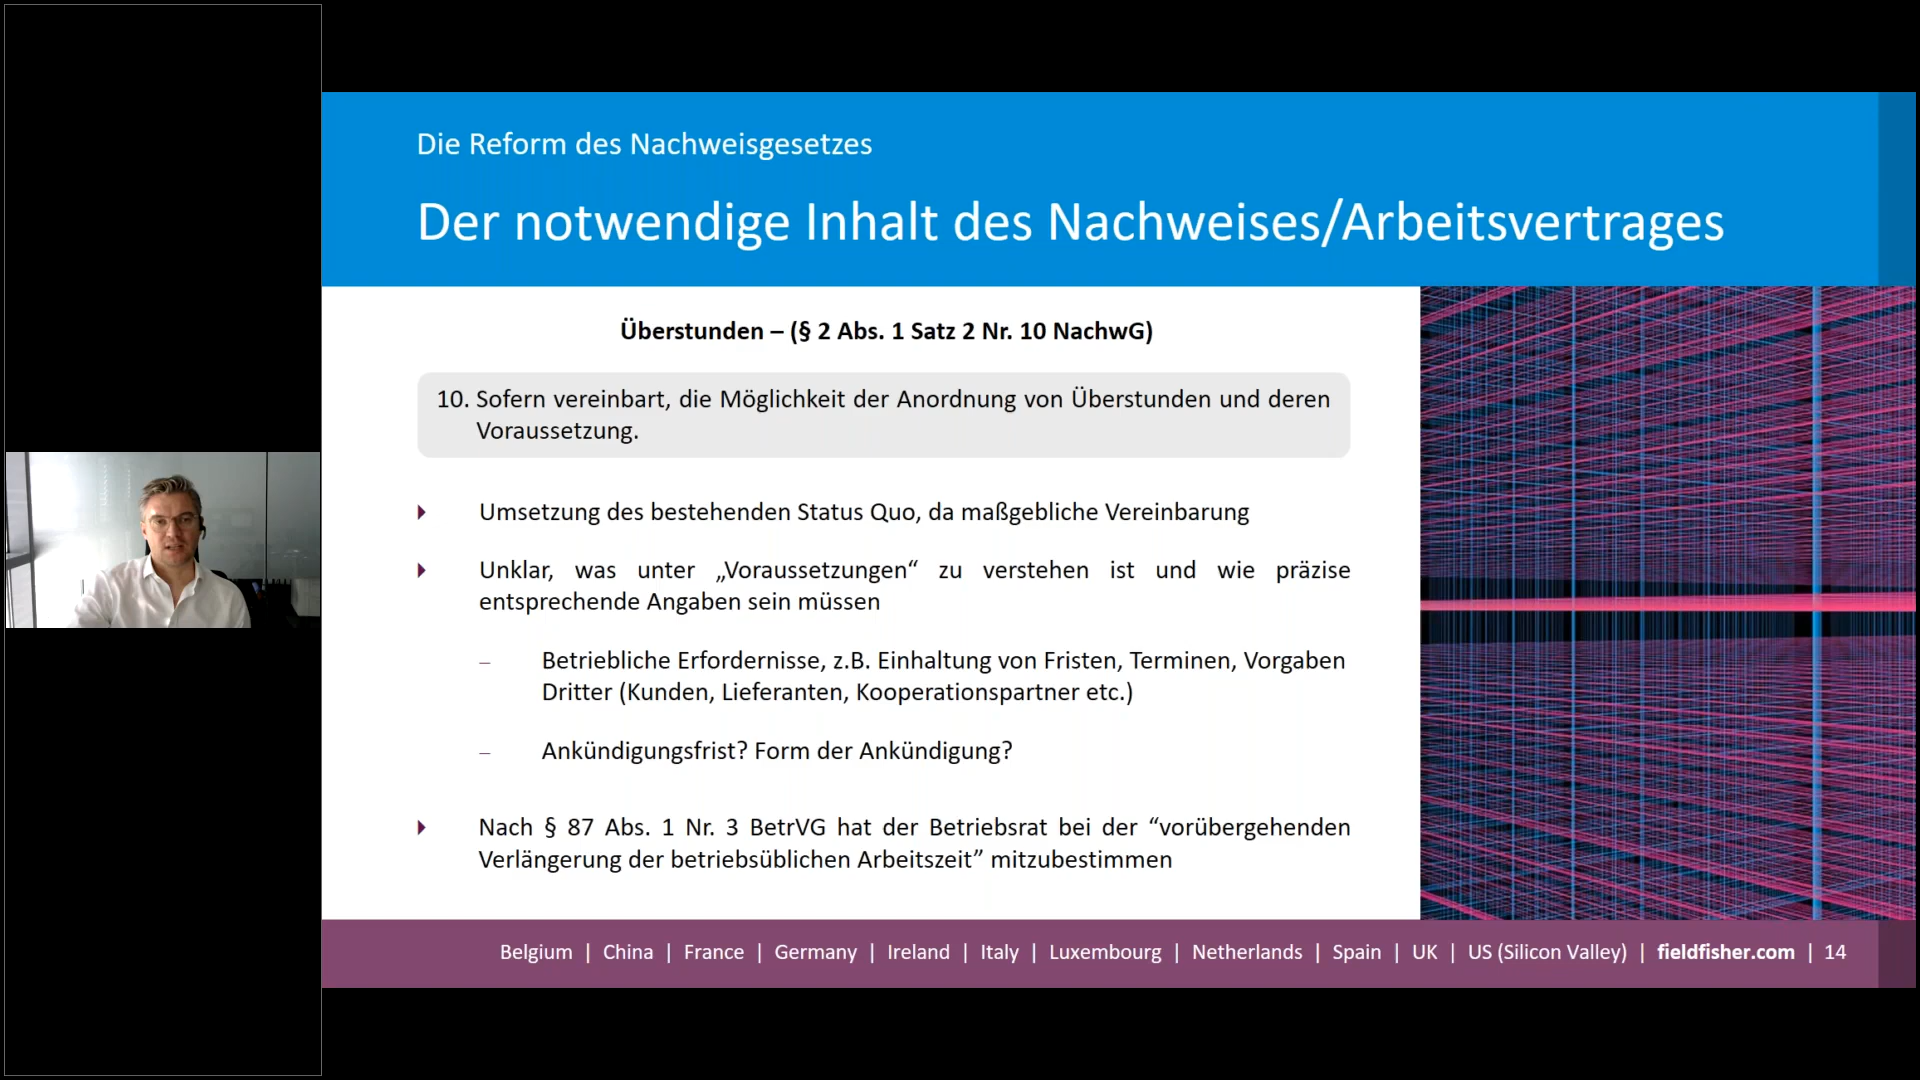 Die Reform des Nachweisgesetzes
Der notwendige Inhalt des Nachweises/Arbeitsvertrages
Überstunden – (§ 2 Abs. 1 Satz 2 Nr. 10 NachwG)
10. Sofern vereinbart, die Möglichkeit der Anordnung von Überstunden und deren
Voraussetzung.
Umsetzung des bestehenden Status Quo, da maßgebliche Vereinbarung
Unklar, was unter „Voraussetzungen“ zu verstehen ist und wie präzise
entsprechende Angaben sein müssen
– Betriebliche Erfordernisse, z.B. Einhaltung von Fristen, Terminen, Vorgaben
Dritter (Kunden, Lieferanten, Kooperationspartner etc.)
– Ankündigungsfrist? Form der Ankündigung?
Nach § 87 Abs. 1 Nr. 3 BetrVG hat der Betriebsrat bei der “vorübergehenden
Verlängerung der betriebsüblichen Arbeitszeit” mitzubestimmen
Belgium | China | France | Germany | Ireland | Italy | Luxembourg | Netherlands | Spain | UK | US (Silicon Valley) | fieldfisher.com | 14